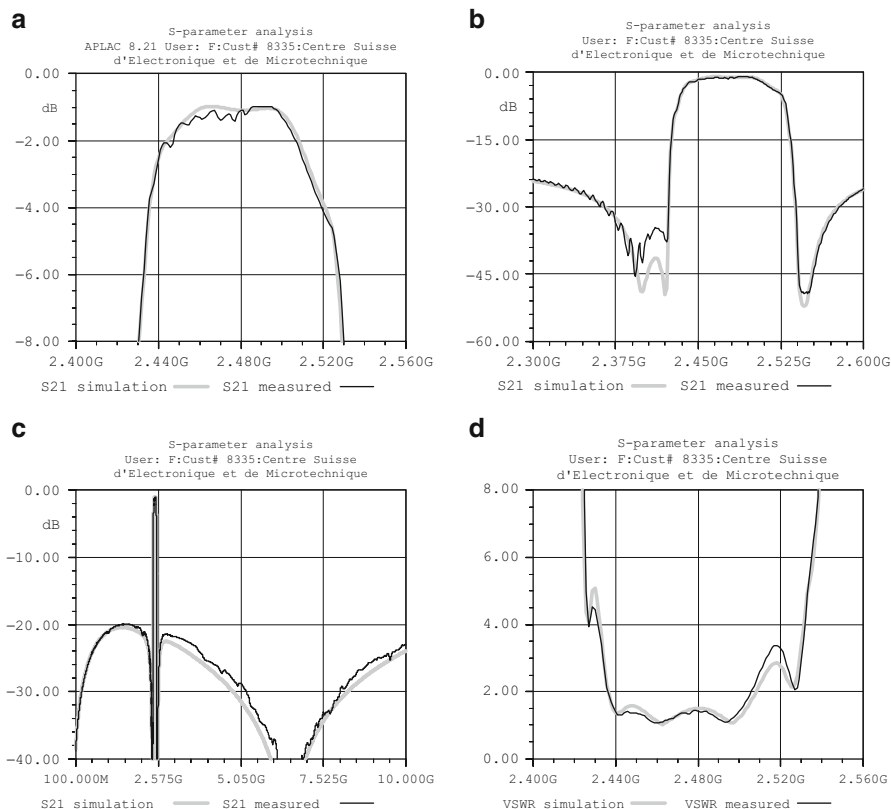 a
S-parameter analysis
APLAC 8.21 User: F:Cust# 8335:Centre Suisse
d'Electronique et de Microtechnique
0.00
dB
-2.00
-4.00
-6.00
-8.00
2.400G 2.440G 2.480G 2.520G 2.560G
S21 simulation S21 measured
b
S-parameter analysis
User: F:Cust# 8335:Centre Suisse
d'Electronique et de Microtechnique
0.00
dB
-15.00
-30.00
-45.00
-60.00
2.300G 2.375G 2.450G 2.525G 2.600G
S21 simulation S21 measured
c
S-parameter analysis
User: F:Cust# 8335:Centre Suisse
d'Electronique et de Microtechnique
0.00
dB
-10.00
-20.00
-30.00
-40.00
100.000M 2.575G 5.050G 7.525G 10.000G
S21 simulation S21 measured
d
S-parameter analysis
User: F:Cust# 8335:Centre Suisse
d'Electronique et de Microtechnique
8.00
6.00
4.00
2.00
0.00
2.400G 2.440G 2.480G 2.520G 2.560G
VSWR simulation VSWR measured